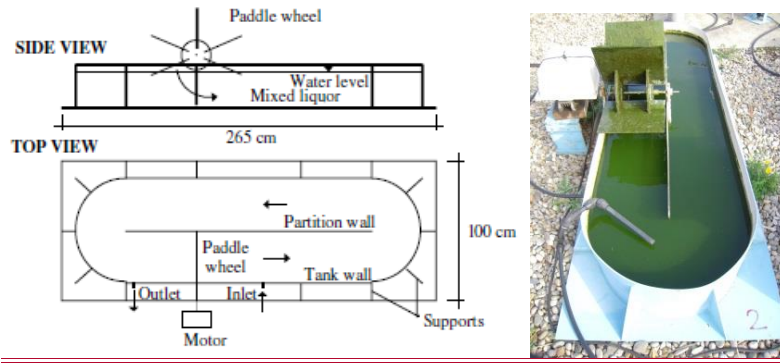 Paddle wheel
SIDE VIEW
Water level
Mixed liquor
265 cm
TOP VIEW
Partition wall
100 cm
Paddle
wheel
Tank wall
Outlet
Inlet
Supports
Motor
2